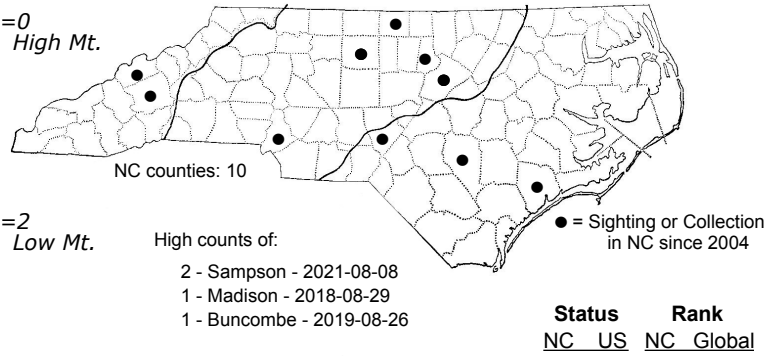 =0
High Mt.
NC counties: 10
=2
Low Mt.
High counts of:
2 - Sampson - 2021-08-08
1 - Madison - 2018-08-29
1 - Buncombe - 2019-08-26
● = Sighting or Collection
in NC since 2004
Status Rank
NC US NC Global